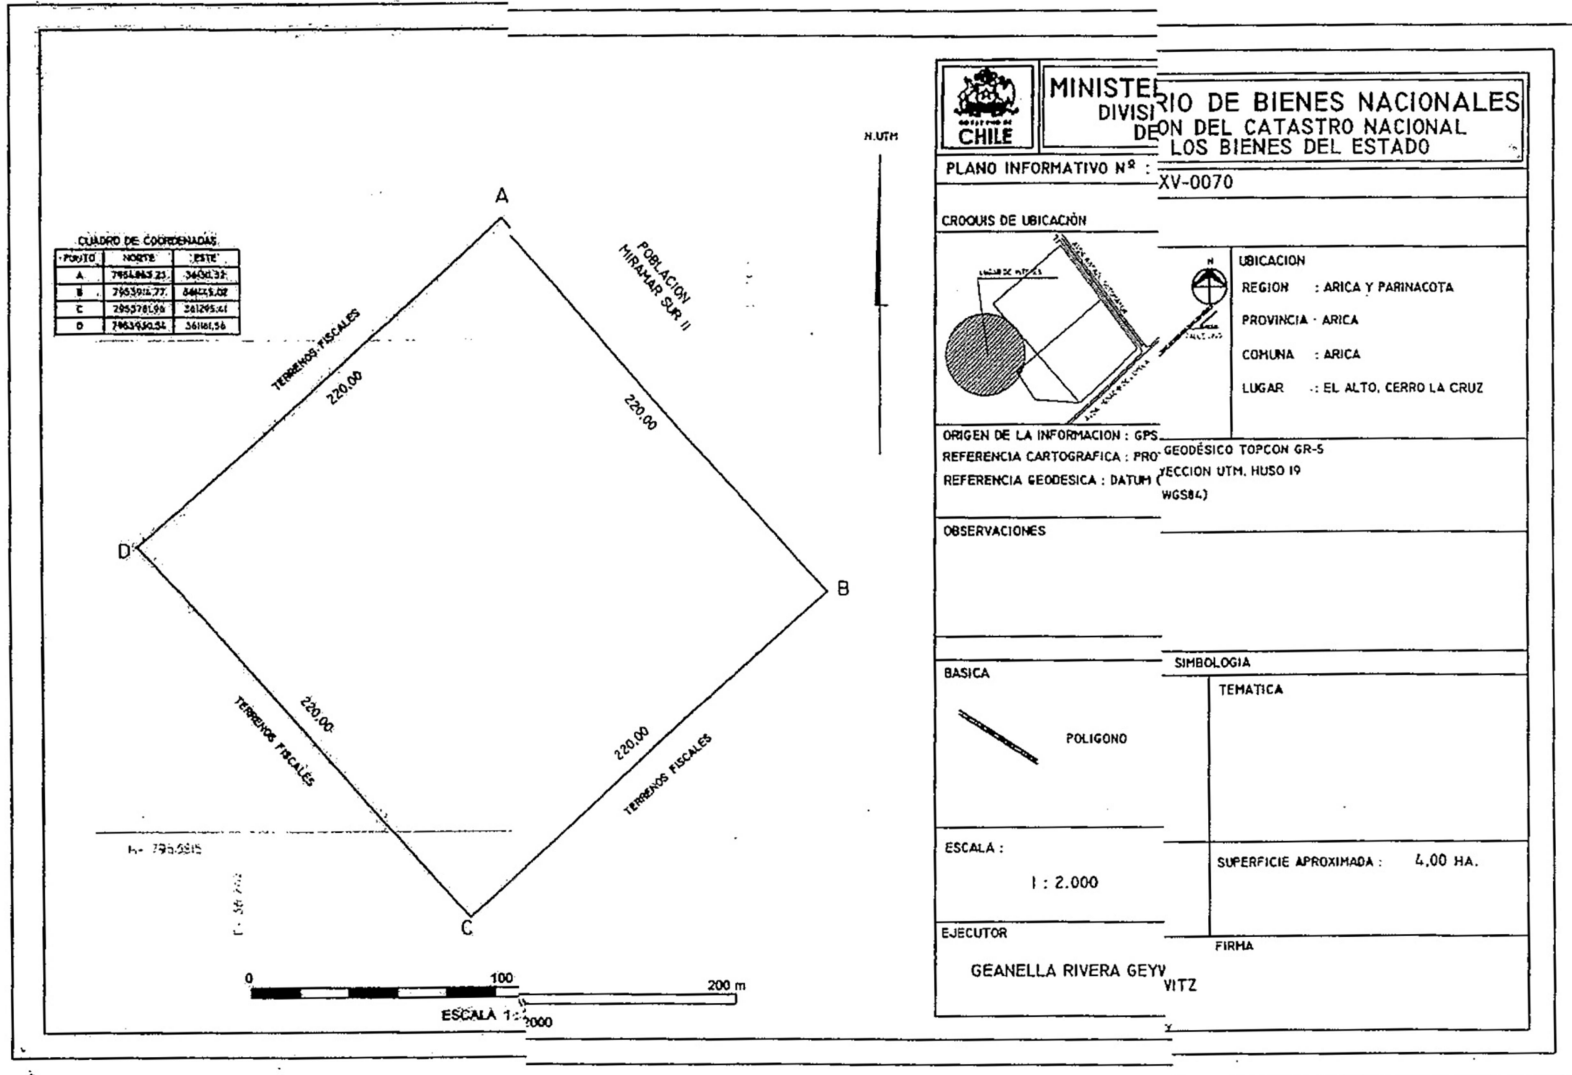 GOBIERNO DE
CHILE
MINISTERIO DE BIENES NACIONALES
DIVISION DEL CATASTRO NACIONAL
DE LOS BIENES DEL ESTADO
PLANO INFORMATIVO Nº : XV-0070
CROQUIS DE UBICACIÓN
N
UBICACION
REGION : ARICA Y PARINACOTA
PROVINCIA : ARICA
COMUNA : ARICA
LUGAR : EL ALTO, CERRO LA CRUZ
ORIGEN DE LA INFORMACION : GPS GEODÉSICO TOPCON GR-5
REFERENCIA CARTOGRAFICA : PROYECCION UTM, HUSO 19
REFERENCIA GEODESICA : DATUM (WGS84)
OBSERVACIONES
SIMBOLOGIA
BASICA
TEMATICA
POLIGONO
ESCALA :
1 : 2.000
SUPERFICIE APROXIMADA : 4,00 HA.
EJECUTOR
GEANELLA RIVERA GEYWITZ
FIRMA
N.UTM
CUADRO DE COORDENADAS
PUNTO NORTE ESTE
A
B
C
D
A
POBLACION
MIRAMAR SUR II
TERRENOS FISCALES
220,00
220,00
D
B
220,00
TERRENOS FISCALES
220,00
TERRENOS FISCALES
C
0 100 200 m
ESCALA 1:2000